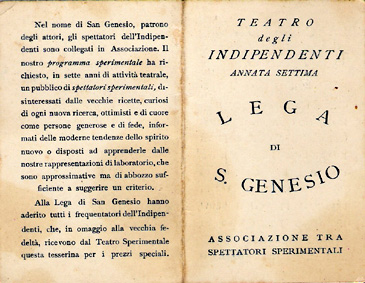 Nel nome di San Genesio, patrono
degli attori, gli spettatori dell'Indipen-
denti sono collegati in Associazione. Il
nostro programma sperimentale ha ri-
chiesto, in sette anni di attività teatrale,
un pubblico di spettatori sperimentali, di-
sinteressati dalle vecchie ricette, curiosi
di ogni nuova ricerca, ottimisti e di cuore
come persone generose e di fede, infor-
mati delle moderne tendenze dello spirito
nuovo o disposti ad apprenderle dalle
nostre rappresentazioni di laboratorio, che
sono approssimative ma di abbozzo suf-
ficiente a suggerire un criterio.
Alla Lega di San Genesio hanno
aderito tutti i frequentatori dell'Indipen-
denti, che, in omaggio alla vecchia fe-
deltà, ricevono dal Teatro Sperimentale
questa tesserina per i prezzi speciali.
TEATRO
degli
INDIPENDENTI
ANNATA SETTIMA
LEGA
DI
S. GENESIO
ASSOCIAZIONE TRA
SPETTATORI SPERIMENTALI